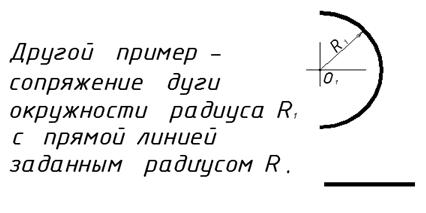 Другой пример –
сопряжение дуги
окружности радиуса R₁
с прямой линией
заданным радиусом R.
R₁
O₁